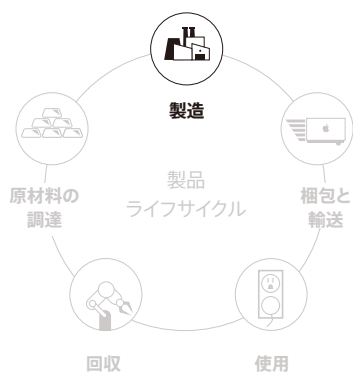 製造
原材料の
調達
製品
ライフサイクル
梱包と
輸送
回収
使用